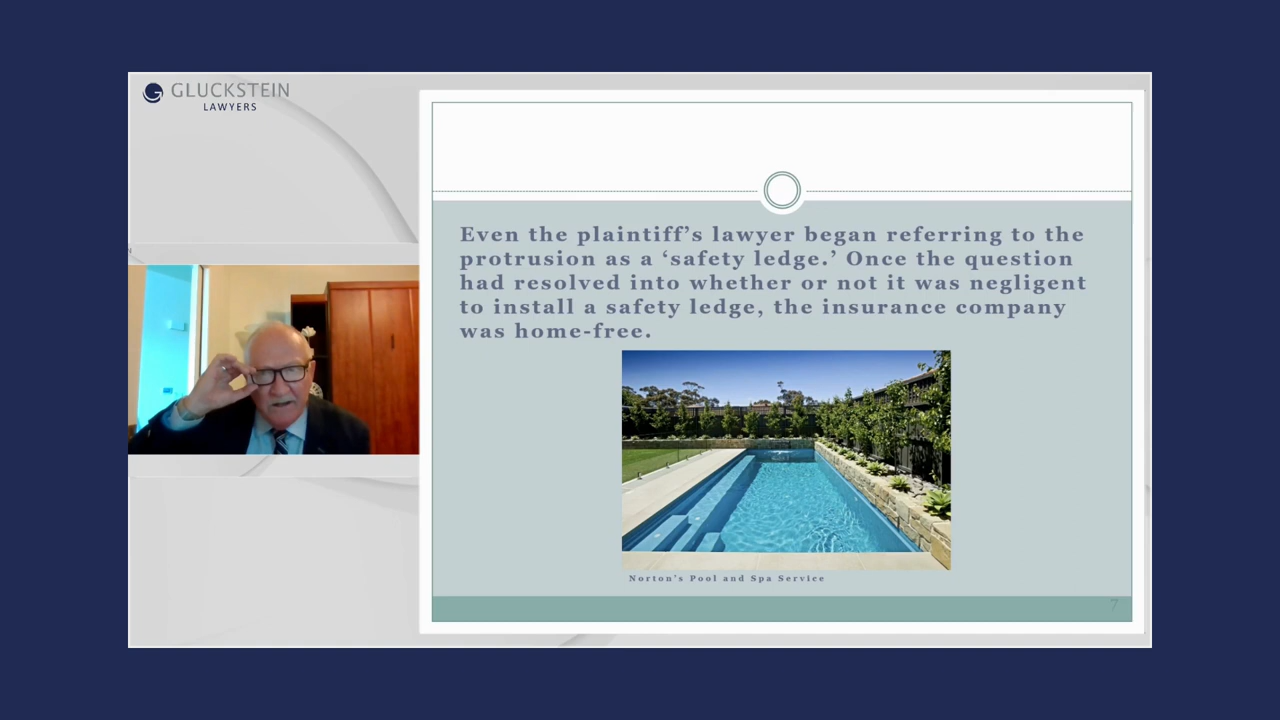 GLUCKSTEIN
LAWYERS
Even the plaintiff’s lawyer began referring to the
protrusion as a ‘safety ledge.’ Once the question
had resolved into whether or not it was negligent
to install a safety ledge, the insurance company
was home-free.
Norton’s Pool and Spa Service
7